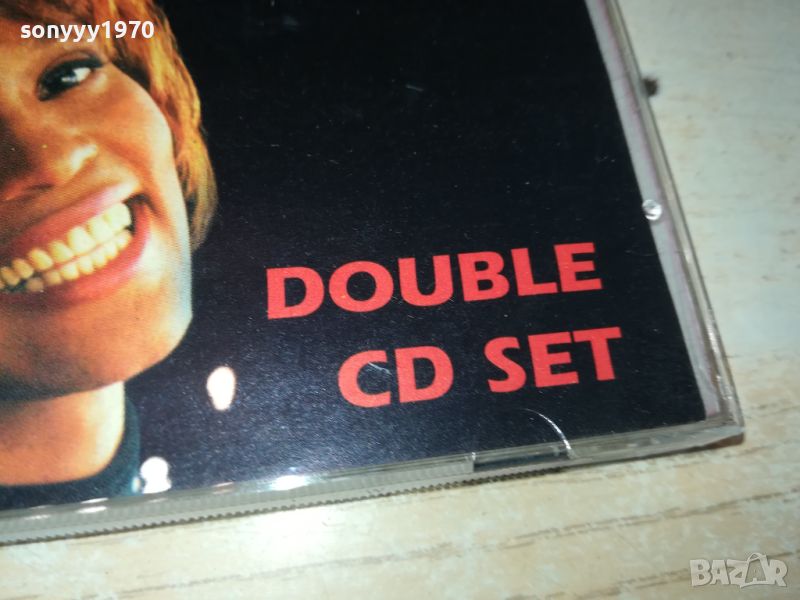 sonyyy1970
DOUBLE
CD SET
BAZAR